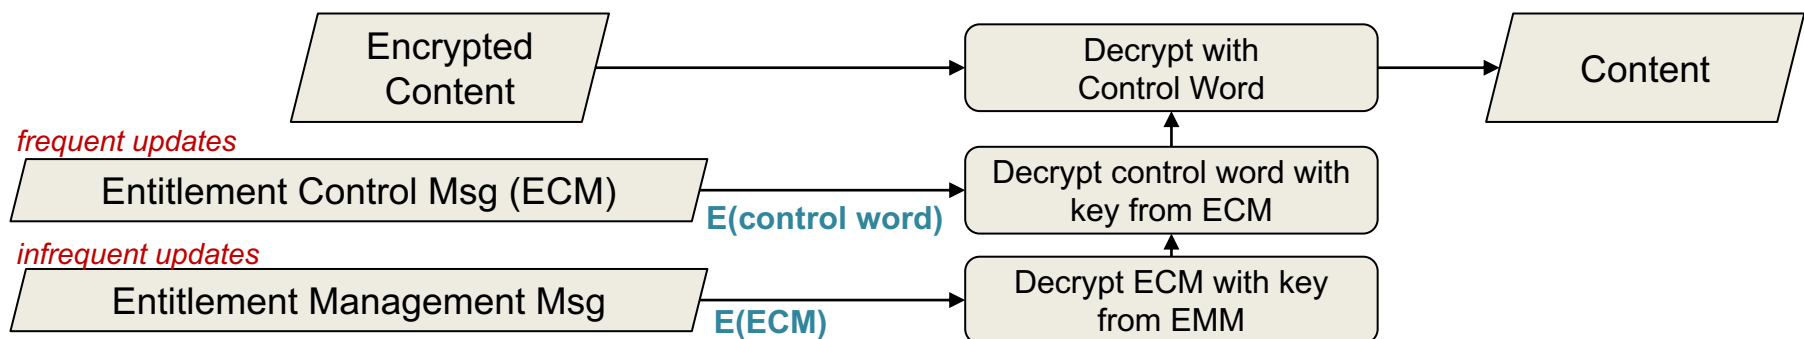 Encrypted
Content
Decrypt with
Control Word
Content
frequent updates
Entitlement Control Msg (ECM)
E(control word)
Decrypt control word with
key from ECM
infrequent updates
Entitlement Management Msg
E(ECM)
Decrypt ECM with key
from EMM